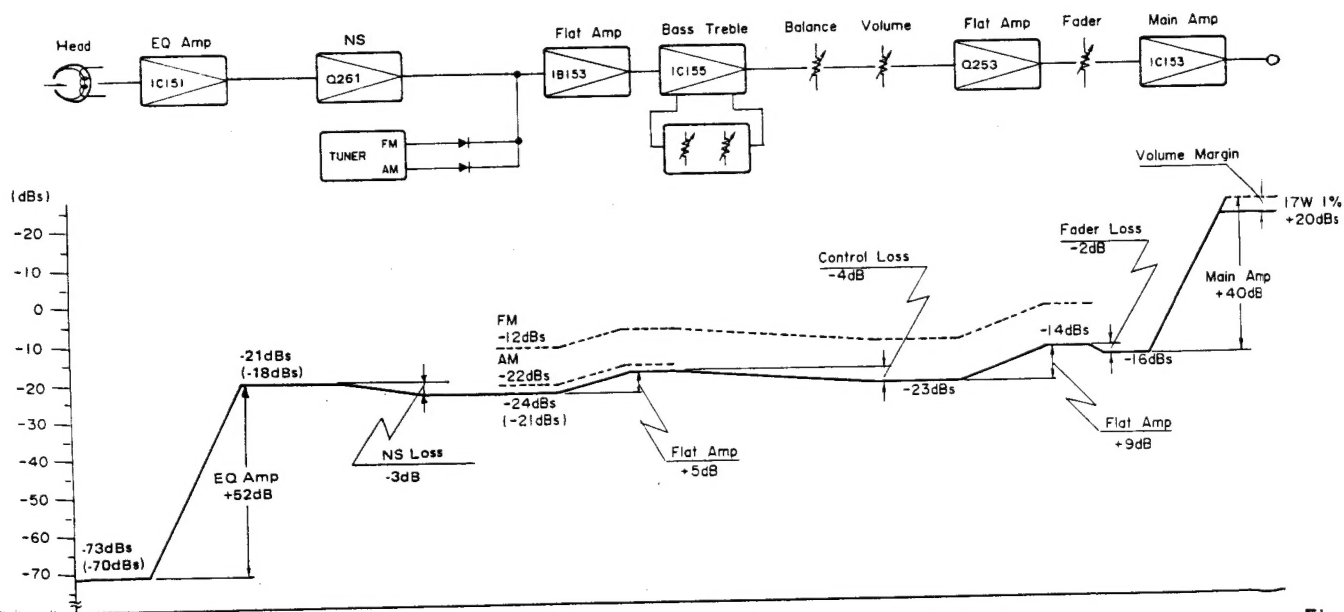 Head
EQ Amp
IC151
NS
Q261
TUNER
FM
AM
Flat Amp
IB153
Bass Treble
IC155
Balance
Volume
Flat Amp
Q253
Fader
Main Amp
IC153
(dBs)
-20
-10
0
-10
-20
-30
-40
-50
-60
-70
-73dBs
(-70dBs)
EQ Amp
+52dB
-21dBs
(-18dBs)
NS Loss
-3dB
FM
-12dBs
AM
-22dBs
-24dBs
(-21dBs)
Flat Amp
+5dB
Control Loss
-4dB
-23dBs
Flat Amp
+9dB
-14dBs
Fader Loss
-2dB
-16dBs
Main Amp
+40dB
Volume Margin
17W 1%
+20dBs